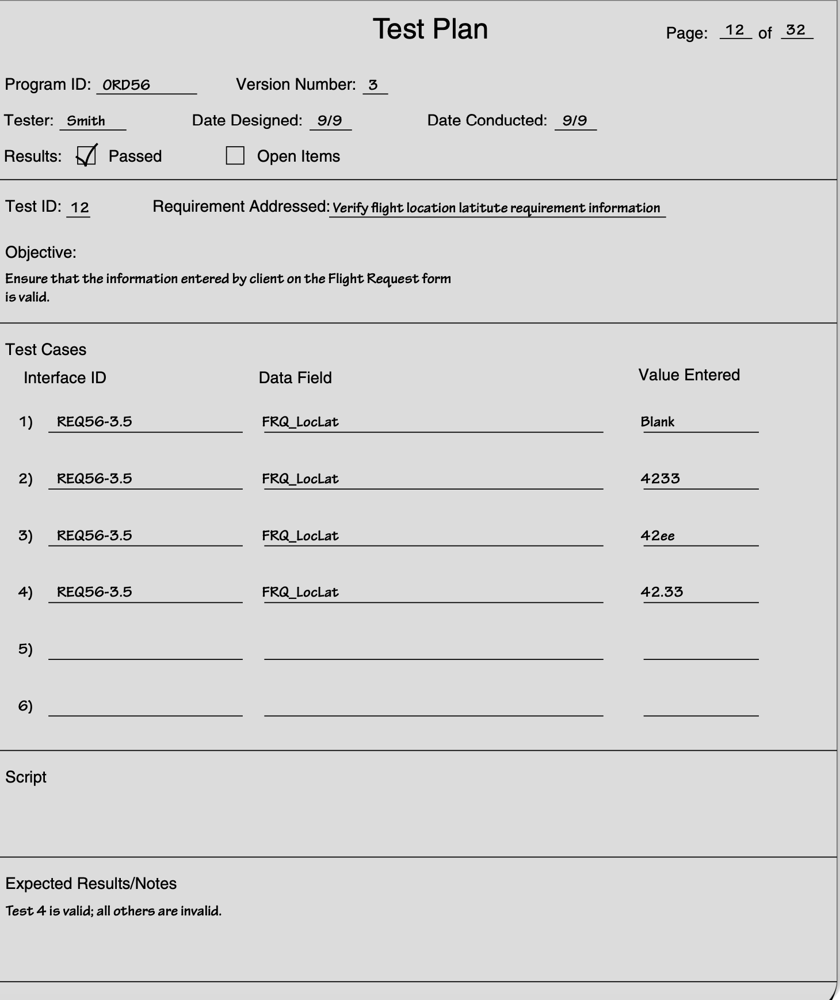 Test Plan
Page: 12 of 32
Program ID: ORD56 Version Number: 3
Tester: Smith Date Designed: 9/9 Date Conducted: 9/9
Results: Passed Open Items
Test ID: 12 Requirement Addressed: Verify flight location latitute requirement information
Objective:
Ensure that the information entered by client on the Flight Request form
is valid.
Test Cases
Interface ID Data Field Value Entered
1) REQ56-3.5 FRQ_LocLat Blank
2) REQ56-3.5 FRQ_LocLat 4233
3) REQ56-3.5 FRQ_LocLat 42ee
4) REQ56-3.5 FRQ_LocLat 42.33
5)
6)
Script
Expected Results/Notes
Test 4 is valid; all others are invalid.